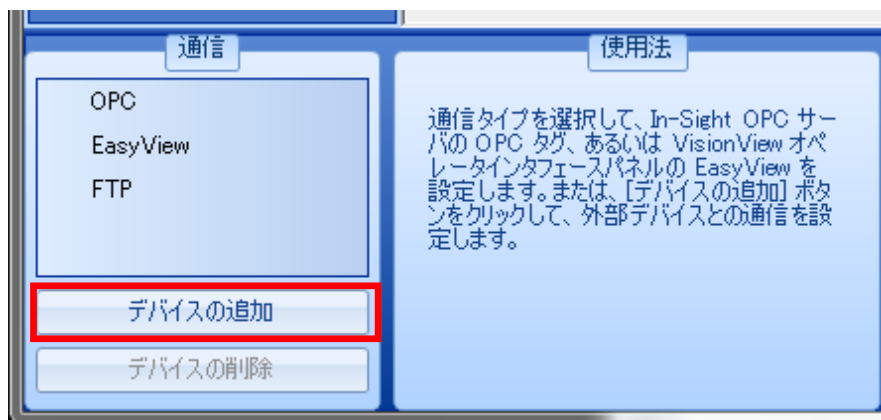 通信
OPC
EasyView
FTP
デバイスの追加
デバイスの削除
使用法
通信タイプを選択して、In-Sight OPC サー
バの OPC タグ、あるいは VisionView オペ
レータインタフェースパネルの EasyView を
設定します。または、[デバイスの追加] ボタ
ンをクリックして、外部デバイスとの通信を設
定します。